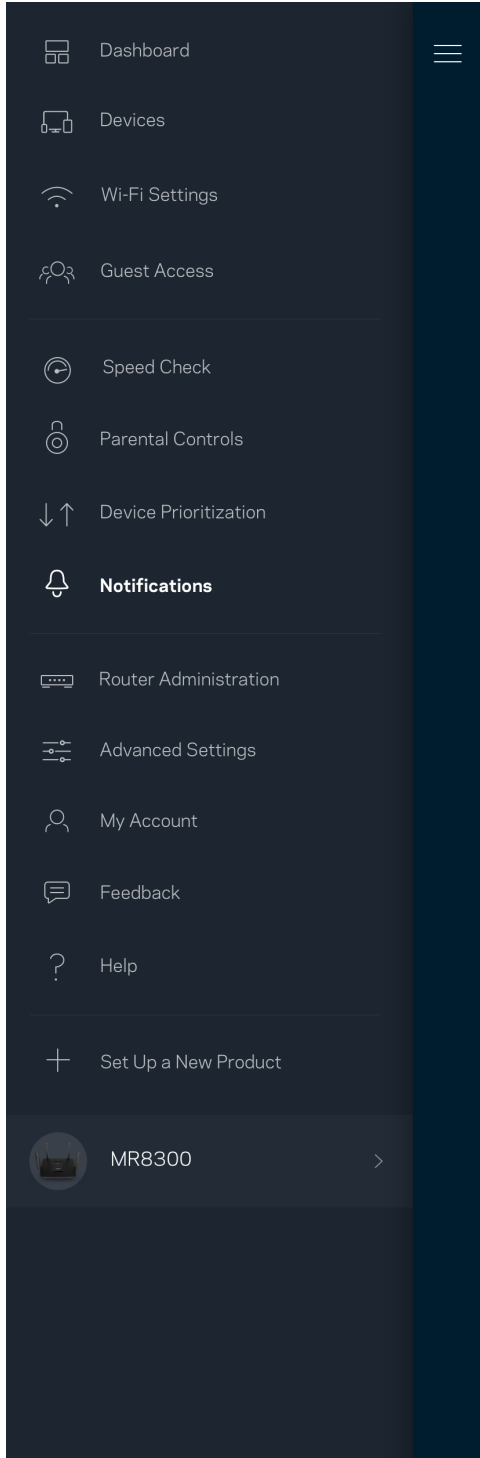 Dashboard
Devices
Wi-Fi Settings
Guest Access
Speed Check
Parental Controls
Device Prioritization
Notifications
Router Administration
Advanced Settings
My Account
Feedback
Help
Set Up a New Product
MR8300